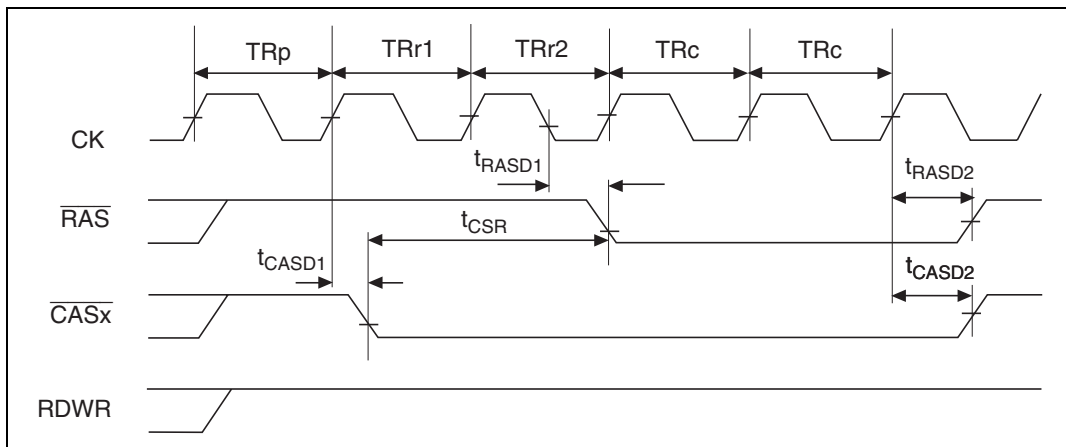 TRp TRr1 TRr2 TRc TRc
CK
tRASD1
tRASD2
RAS
tCSR
tCASD1
tCASD2
CASx
RDWR